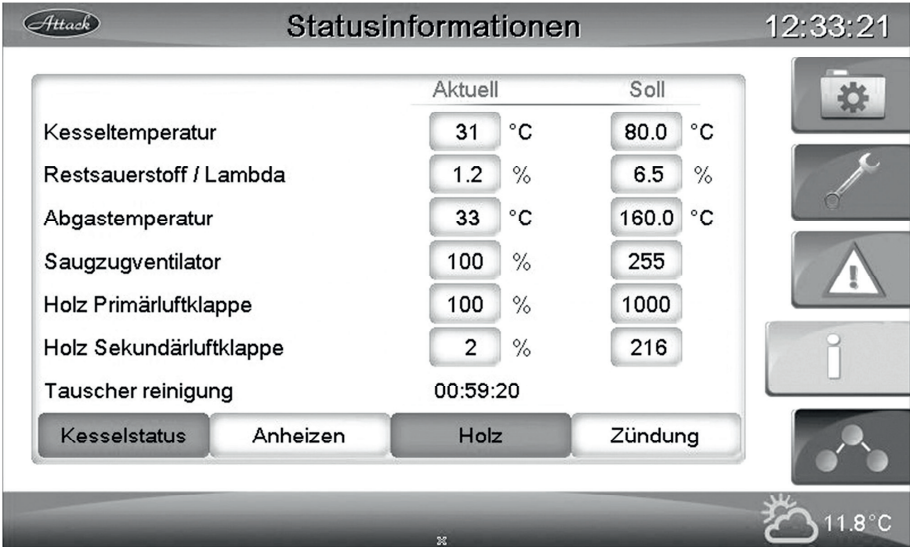 Attack Statusinformationen 12:33:21
Aktuell Soll
Kesseltemperatur 31 °C 80.0 °C
Restsauerstoff / Lambda 1.2 % 6.5 %
Abgastemperatur 33 °C 160.0 °C
Saugzugventilator 100 % 255
Holz Primärluftklappe 100 % 1000
Holz Sekundärluftklappe 2 % 216
Tauscher reinigung 00:59:20
Kesselstatus Anheizen Holz Zündung
11.8°C